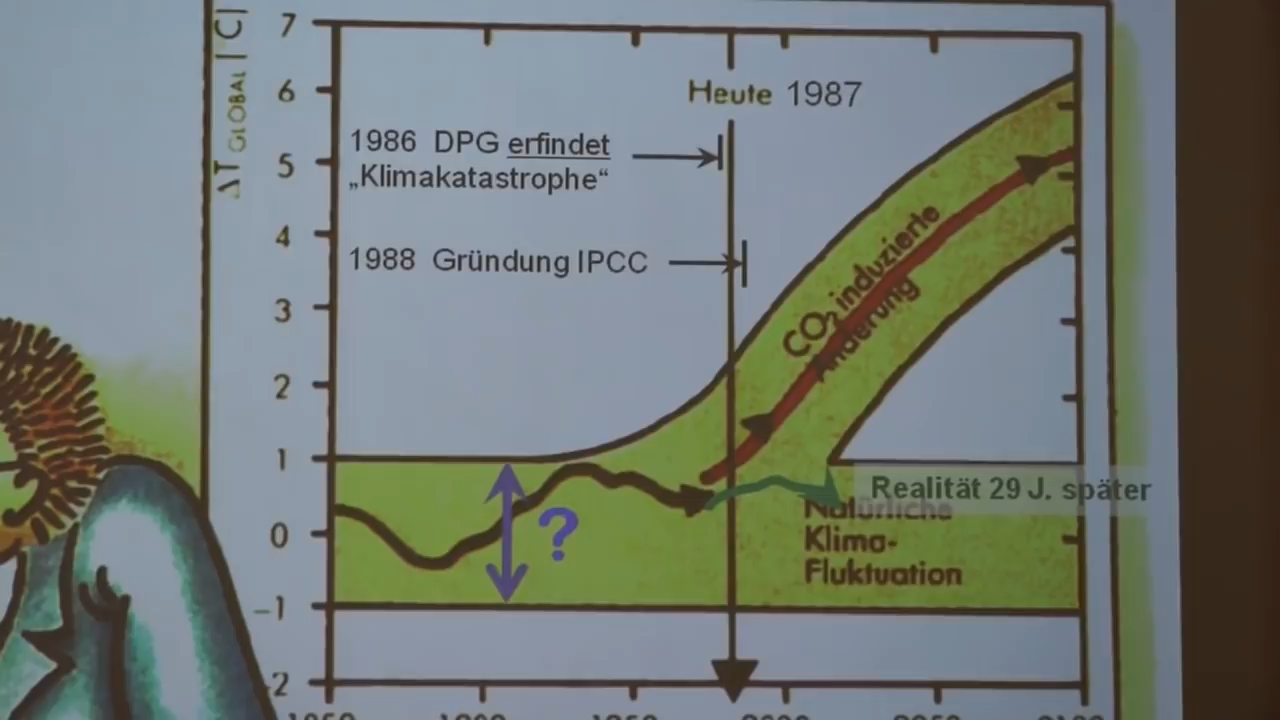 ΔT GLOBAL | C|
7
6
5
4
3
2
1
0
-1
-2
Heute 1987
1986 DPG erfindet
„Klimakatastrophe“
1988 Gründung IPCC
CO₂ induzierte
Änderung
?
Realität 29 J. später
Natürliche
Klima-
Fluktuation